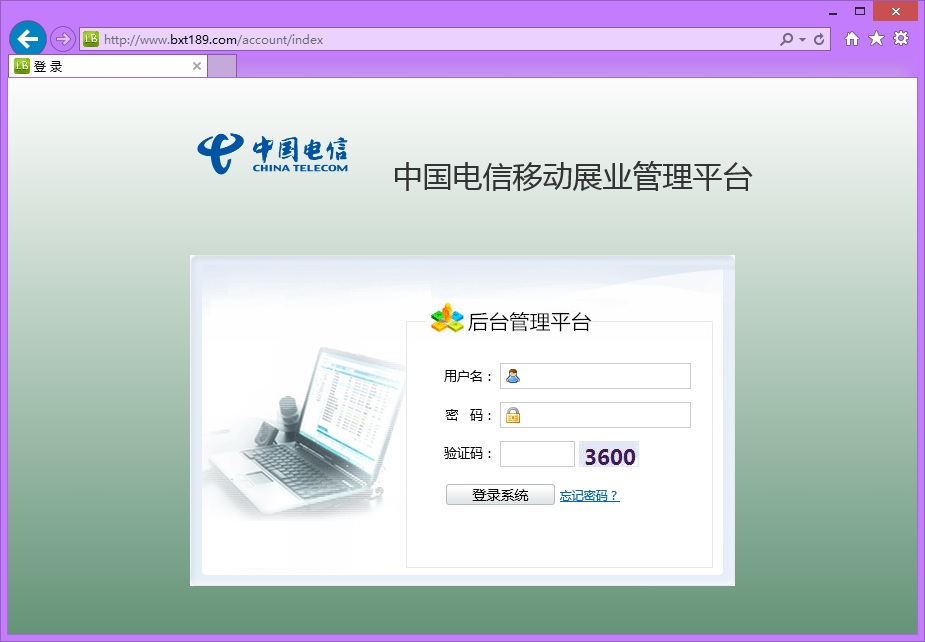 http://www.bxt189.com/account/index
LB 登 录
中国电信
CHINA TELECOM
中国电信移动展业管理平台
后台管理平台
用户名：
密 码：
验证码： 3600
登录系统 忘记密码？